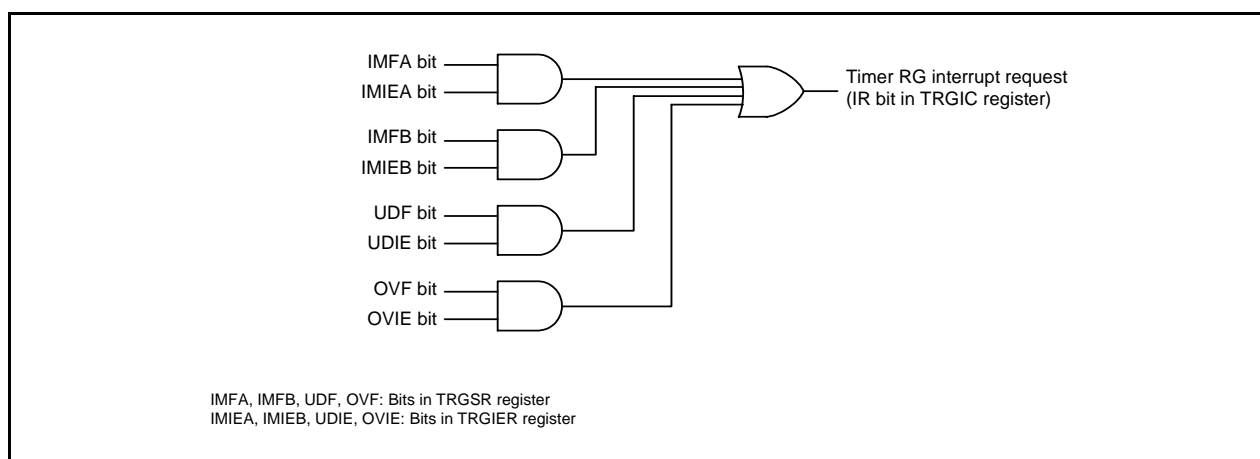 IMFA bit
IMIEA bit
IMFB bit
IMIEB bit
UDF bit
UDIE bit
OVF bit
OVIE bit
Timer RG interrupt request
(IR bit in TRGIC register)
IMFA, IMFB, UDF, OVF: Bits in TRGSR register
IMIEA, IMIEB, UDIE, OVIE: Bits in TRGIER register